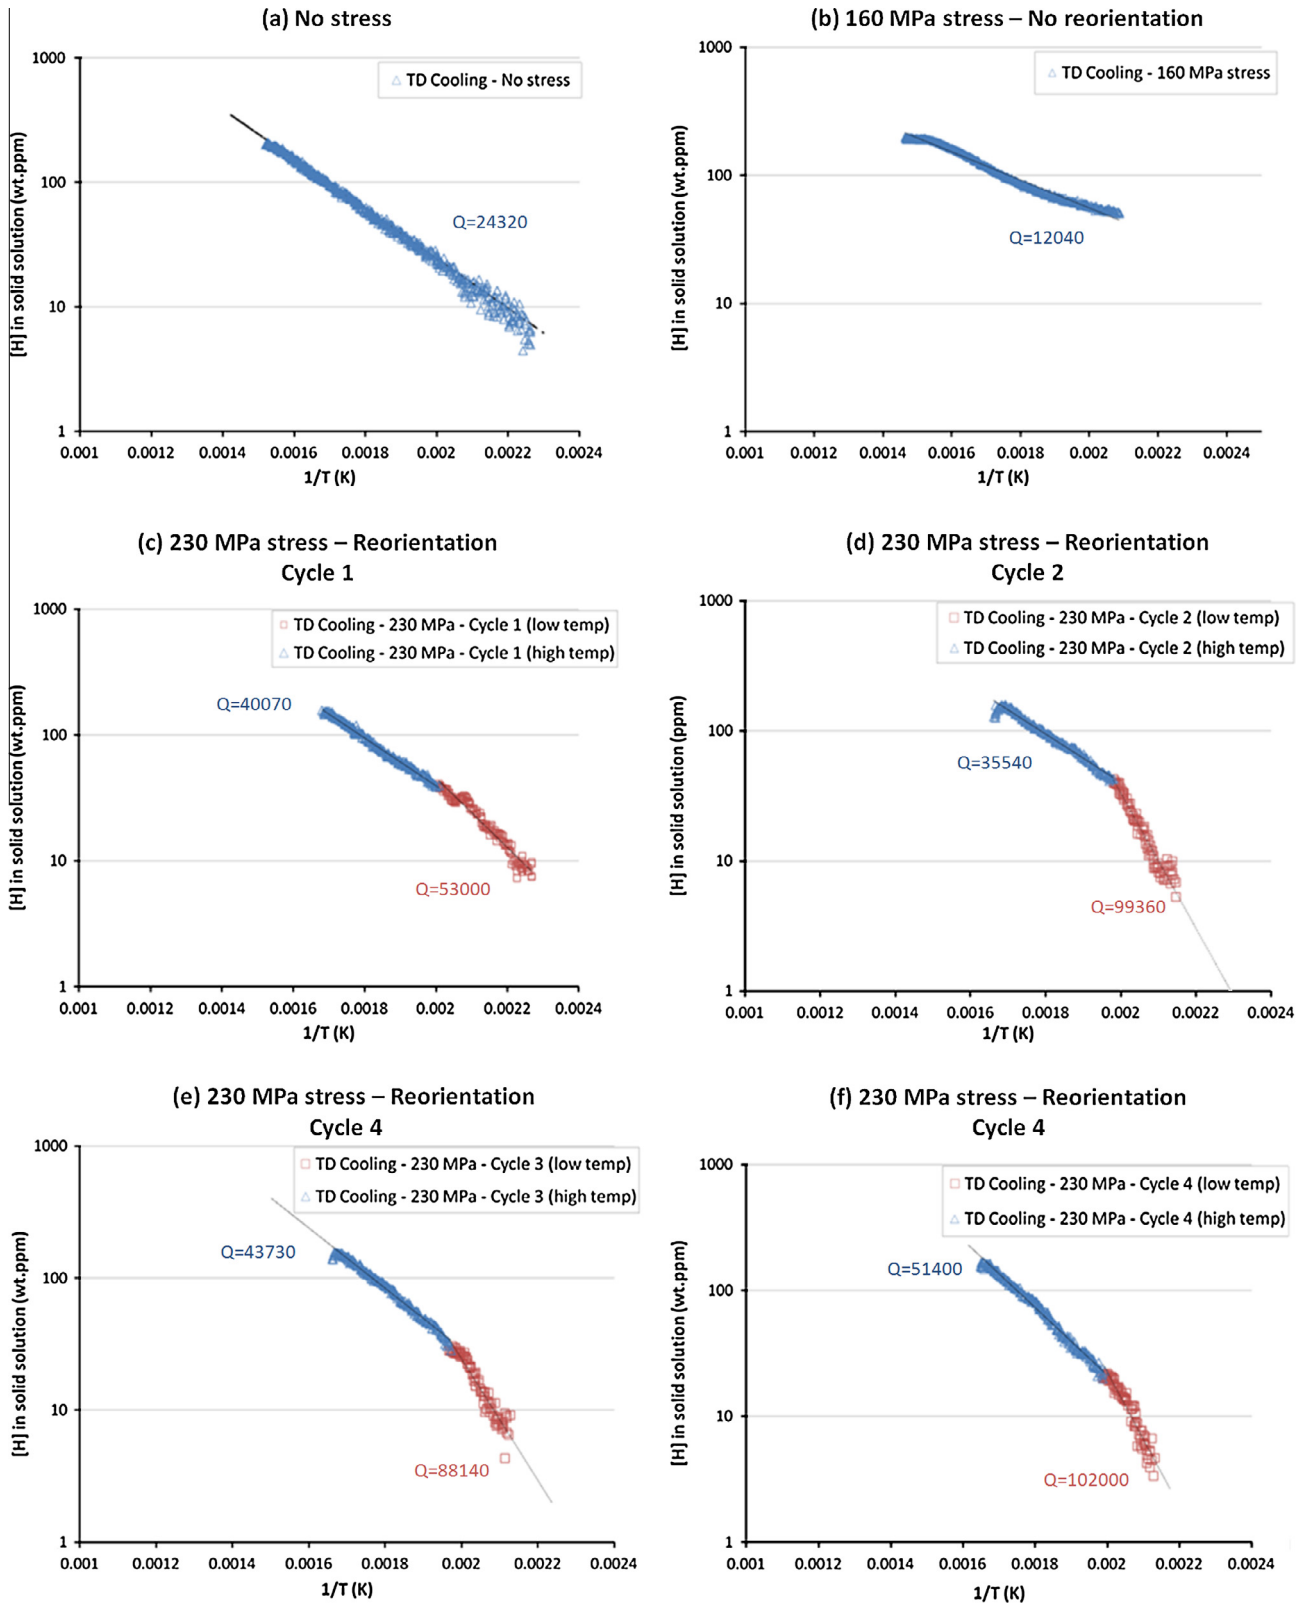 (a) No stress
1000
100
10
1
[H] in solid solution (wt.ppm)
TD Cooling - No stress
Q=24320
0.001 0.0012 0.0014 0.0016 0.0018 0.002 0.0022 0.0024
1/T (K)
(b) 160 MPa stress – No reorientation
1000
100
10
1
[H] in solid solution (wt.ppm)
TD Cooling - 160 MPa stress
Q=12040
0.001 0.0012 0.0014 0.0016 0.0018 0.002 0.0022 0.0024
1/T (K)
(c) 230 MPa stress – Reorientation
Cycle 1
1000
100
10
1
[H] in solid solution (wt.ppm)
TD Cooling - 230 MPa - Cycle 1 (low temp)
TD Cooling - 230 MPa - Cycle 1 (high temp)
Q=40070
Q=53000
0.001 0.0012 0.0014 0.0016 0.0018 0.002 0.0022 0.0024
1/T (K)
(d) 230 MPa stress – Reorientation
Cycle 2
1000
100
10
1
[H] in solid solution (ppm)
TD Cooling - 230 MPa - Cycle 2 (low temp)
TD Cooling - 230 MPa - Cycle 2 (high temp)
Q=35540
Q=99360
0.001 0.0012 0.0014 0.0016 0.0018 0.002 0.0022 0.0024
1/T (K)
(e) 230 MPa stress – Reorientation
Cycle 4
1000
100
10
1
[H] in solid solution (wt.ppm)
TD Cooling - 230 MPa - Cycle 3 (low temp)
TD Cooling - 230 MPa - Cycle 3 (high temp)
Q=43730
Q=88140
0.001 0.0012 0.0014 0.0016 0.0018 0.002 0.0022 0.0024
1/T (K)
(f) 230 MPa stress – Reorientation
Cycle 4
1000
100
10
1
[H] in solid solution (wt.ppm)
TD Cooling - 230 MPa - Cycle 4 (low temp)
TD Cooling - 230 MPa - Cycle 4 (high temp)
Q=51400
Q=102000
0.001 0.0012 0.0014 0.0016 0.0018 0.002 0.0022 0.0024
1/T (K)